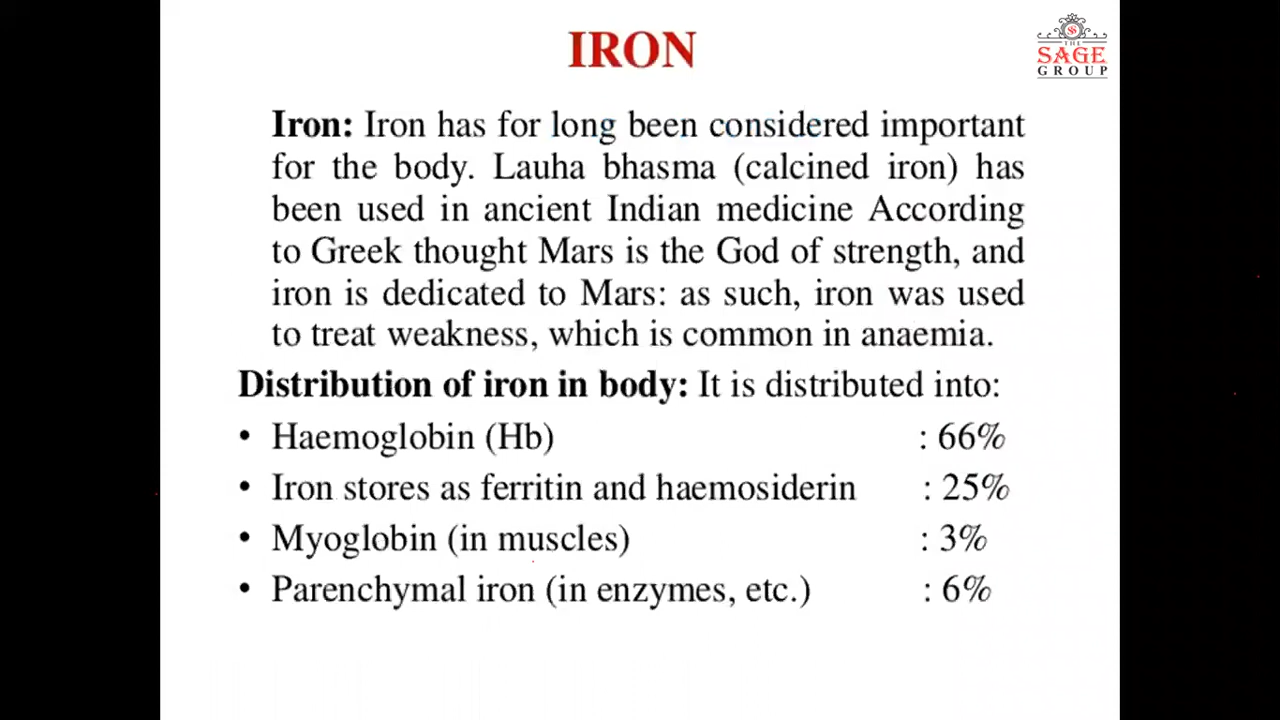 IRON
THE
SAGE
GROUP
Iron: Iron has for long been considered important
for the body. Lauha bhasma (calcined iron) has
been used in ancient Indian medicine According
to Greek thought Mars is the God of strength, and
iron is dedicated to Mars: as such, iron was used
to treat weakness, which is common in anaemia.
Distribution of iron in body: It is distributed into:
• Haemoglobin (Hb) : 66%
• Iron stores as ferritin and haemosiderin : 25%
• Myoglobin (in muscles) : 3%
• Parenchymal iron (in enzymes, etc.) : 6%